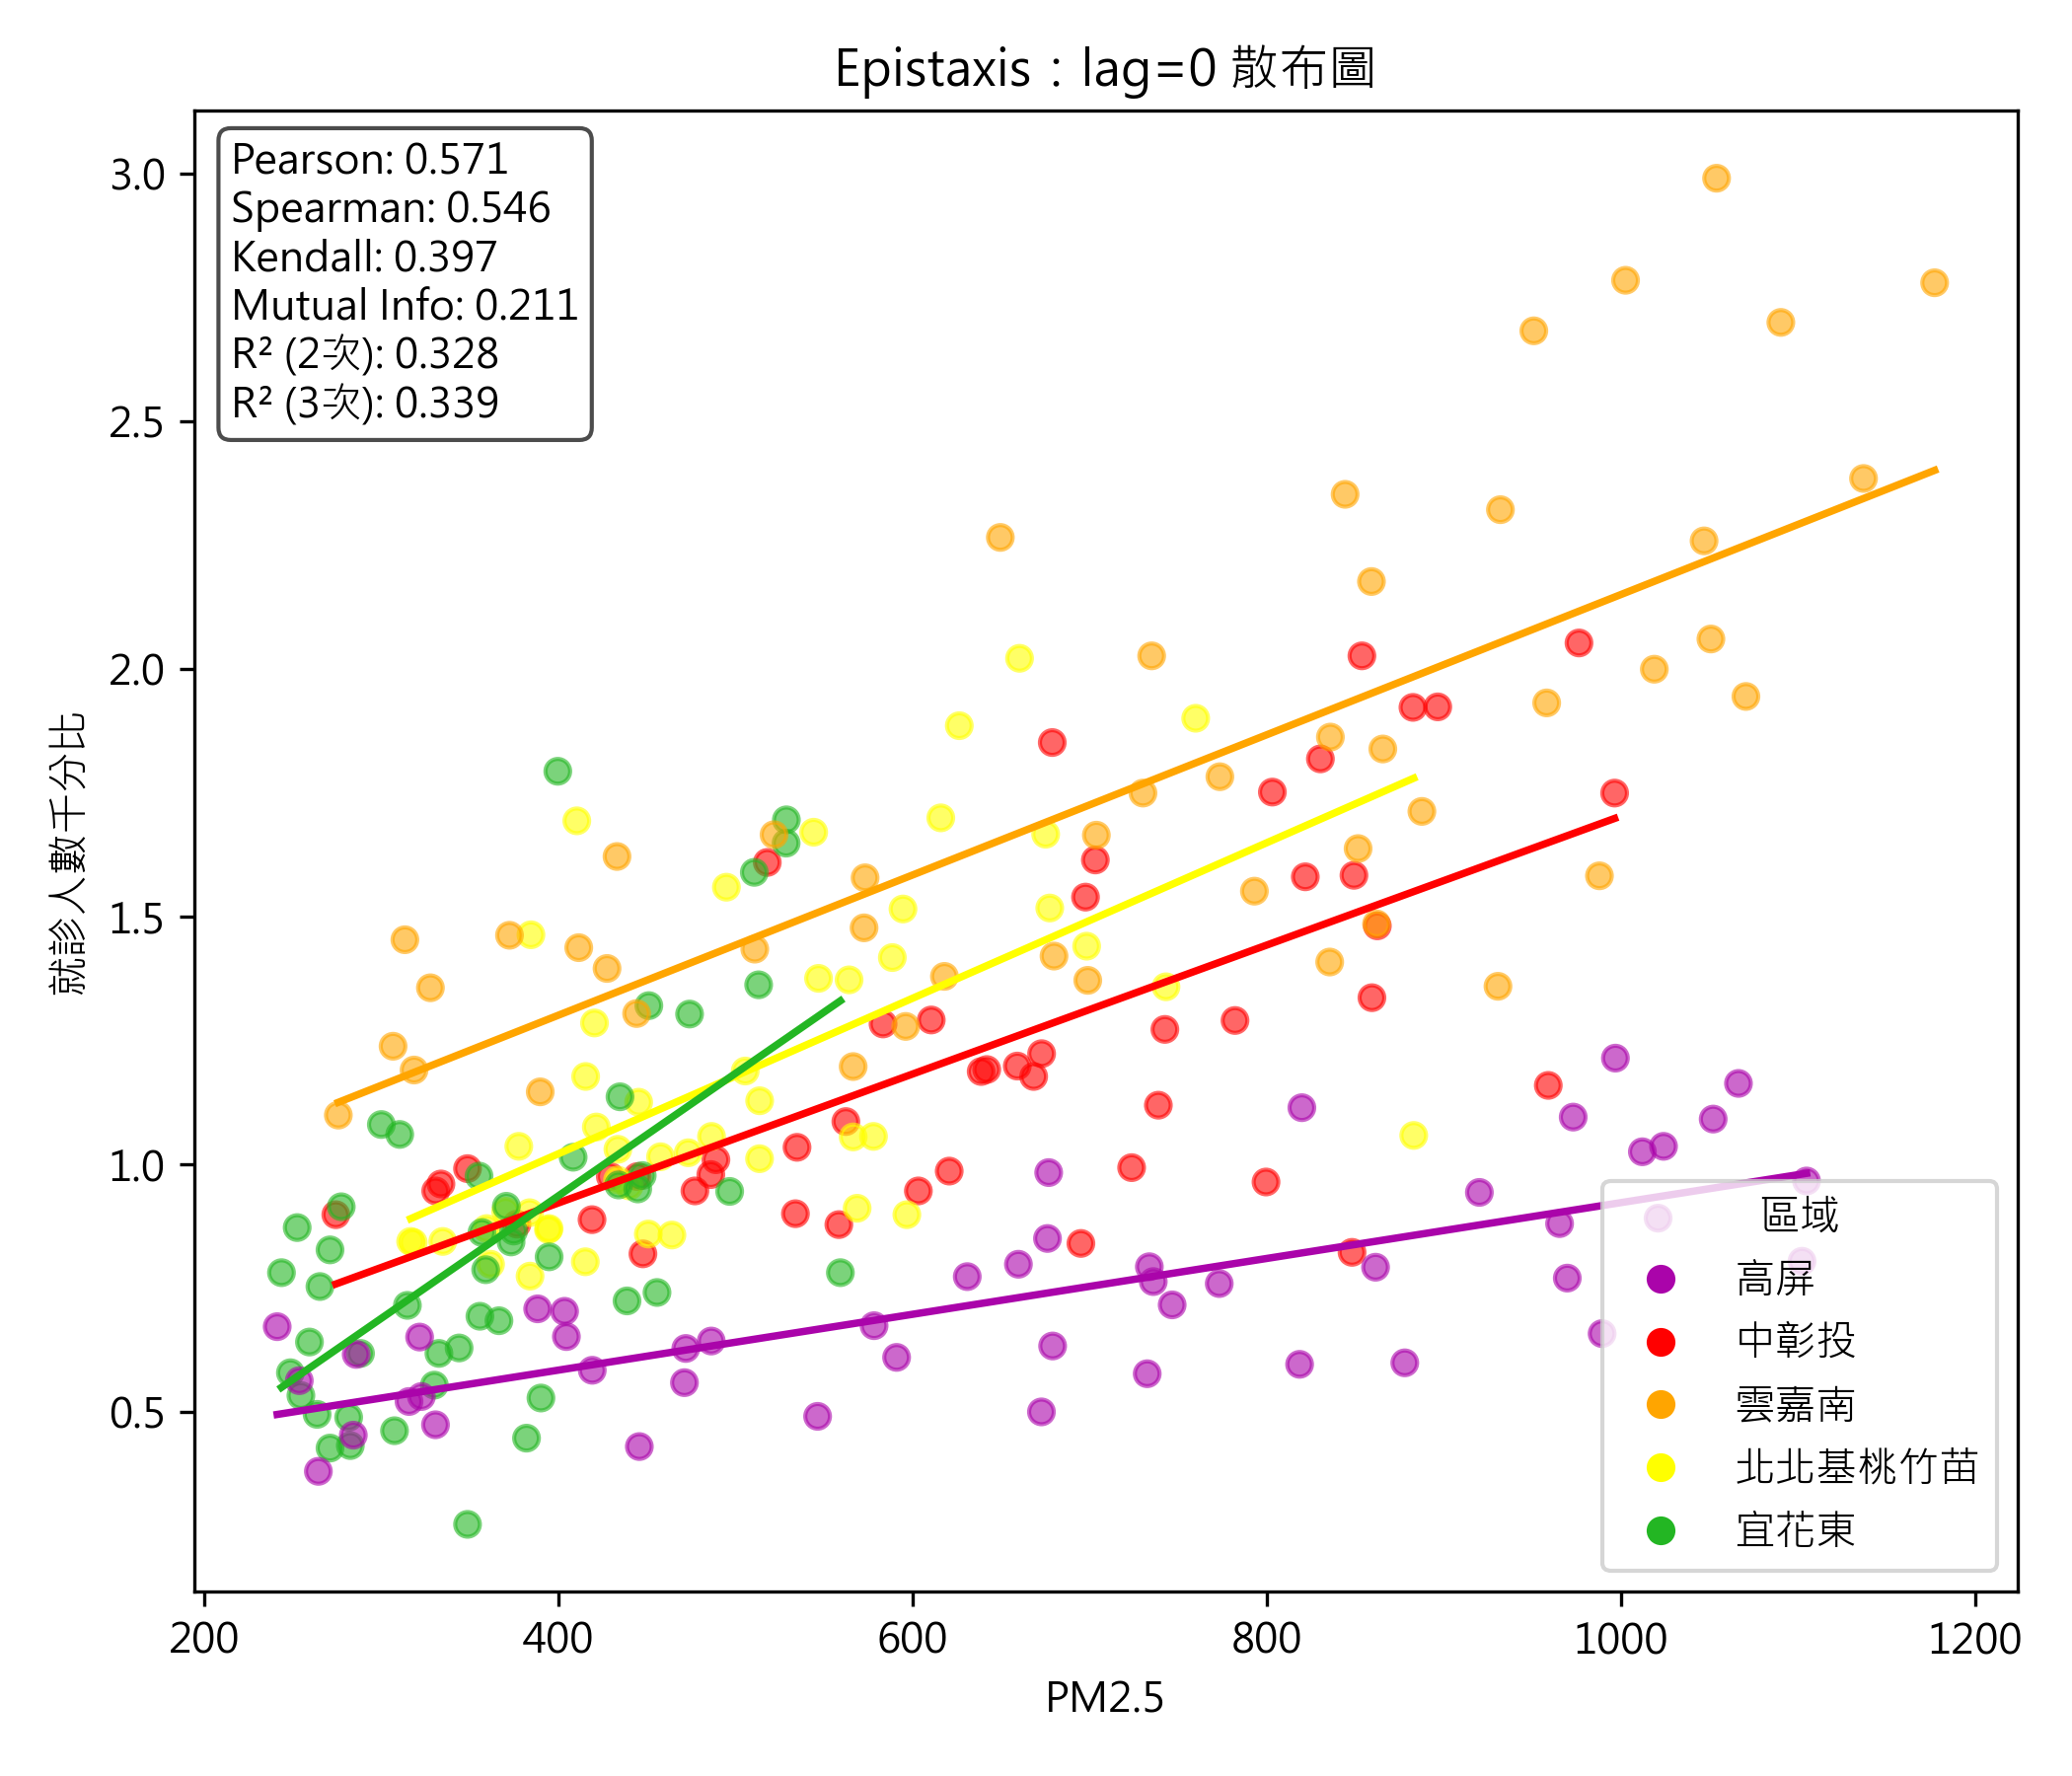 Epistaxis：lag=0 散布圖
Pearson: 0.571
Spearman: 0.546
Kendall: 0.397
Mutual Info: 0.211
R² (2次): 0.328
R² (3次): 0.339
就診人數千分比
3.0
2.5
2.0
1.5
1.0
0.5
區域
高屏
中彰投
雲嘉南
北北基桃竹苗
宜花東
200 400 600 800 1000 1200
PM2.5